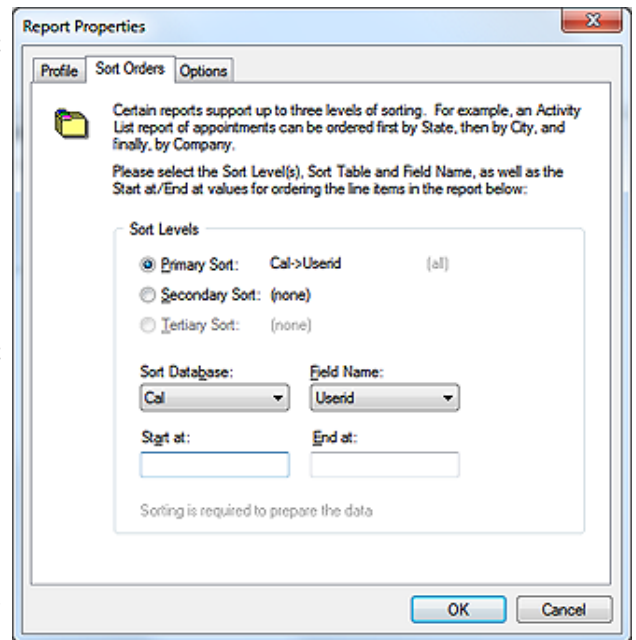 Report Properties
Profile Sort Orders Options
Certain reports support up to three levels of sorting. For example, an Activity
List report of appointments can be ordered first by State, then by City, and
finally, by Company.
Please select the Sort Level(s), Sort Table and Field Name, as well as the
Start at/End at values for ordering the line items in the report below:
Sort Levels
Primary Sort: Cal->Userid (all)
Secondary Sort: (none)
Tertiary Sort: (none)
Sort Database: Field Name:
Cal Userid
Start at: End at:
Sorting is required to prepare the data
OK Cancel